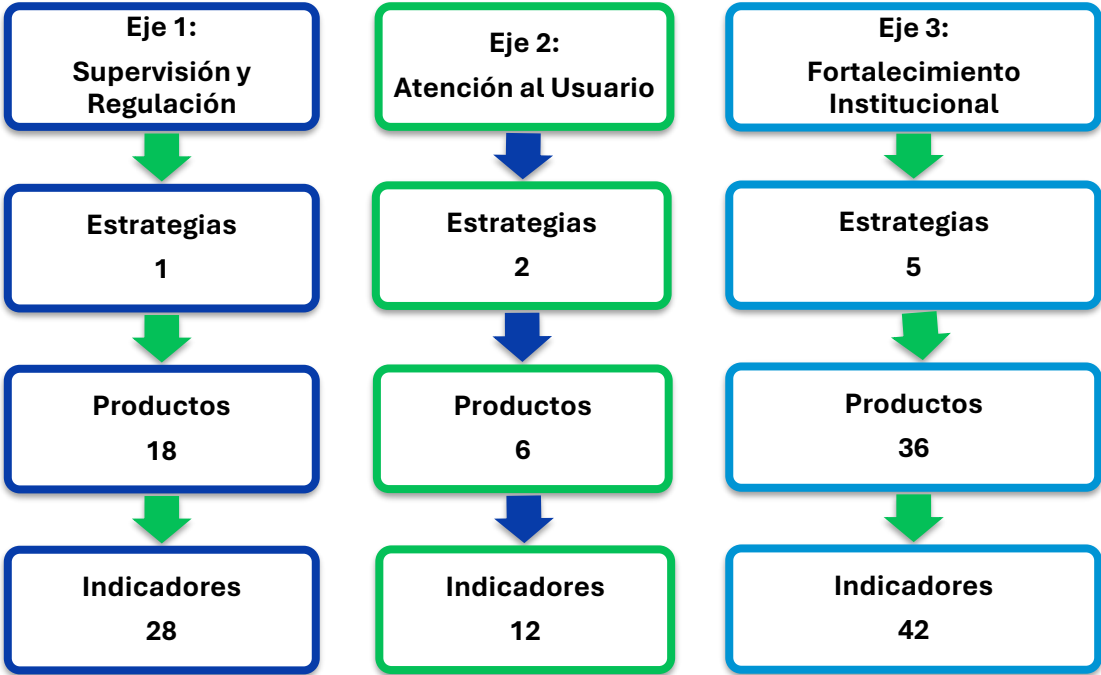 Eje 1:
Supervisión y
Regulación
Estrategias
1
Productos
18
Indicadores
28
Eje 2:
Atención al Usuario
Estrategias
2
Productos
6
Indicadores
12
Eje 3:
Fortalecimiento
Institucional
Estrategias
5
Productos
36
Indicadores
42